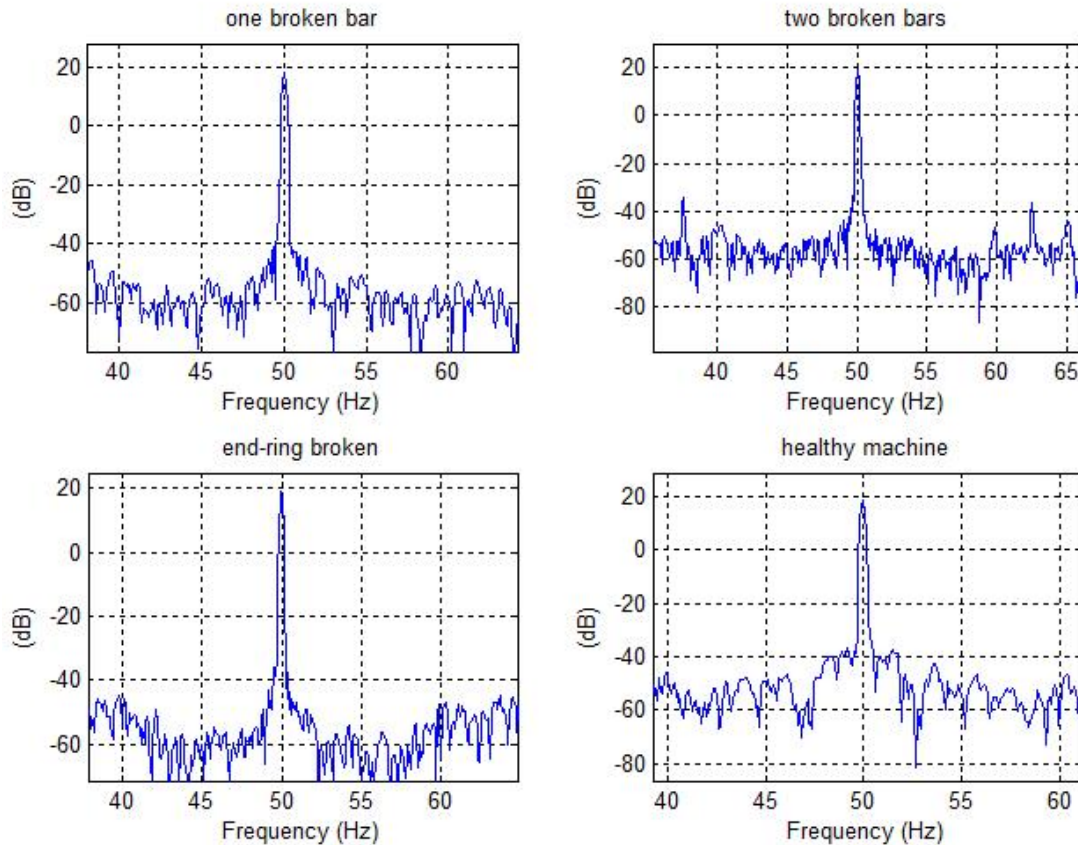 one broken bar
20
0
-20
-40
-60
(dB)
40 45 50 55 60
Frequency (Hz)
two broken bars
20
0
-20
-40
-60
-80
(dB)
40 45 50 55 60 65
Frequency (Hz)
end-ring broken
20
0
-20
-40
-60
(dB)
40 45 50 55 60
Frequency (Hz)
healthy machine
20
0
-20
-40
-60
-80
(dB)
40 45 50 55 60
Frequency (Hz)